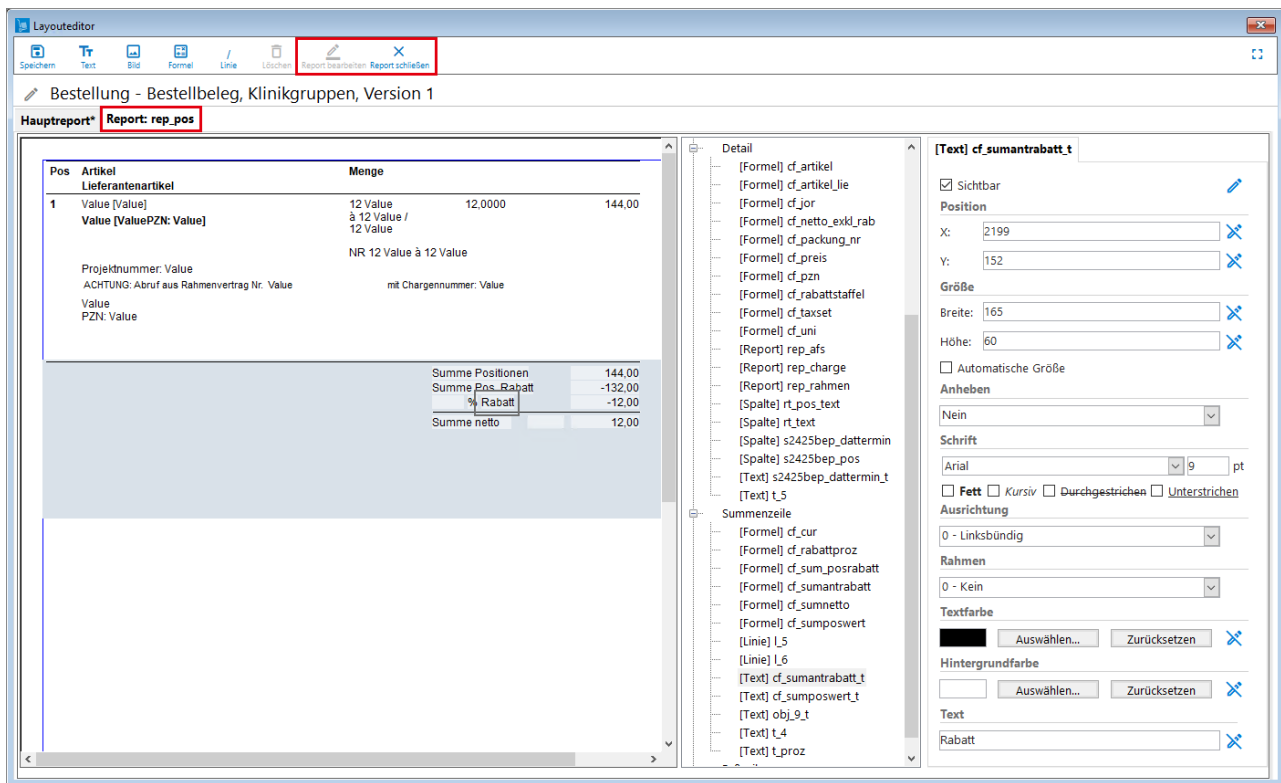 Layouteditor
Speichern Text Bild Formel Linie Löschen Report bearbeiten Report schließen
Bestellung - Bestellbeleg, Klinikgruppen, Version 1
Hauptreport* Report: rep_pos
Pos Artikel Menge
Lieferantenartikel
1 Value [Value] 12 Value 12,0000 144,00
Value [ValuePZN: Value] à 12 Value /
12 Value
NR 12 Value à 12 Value
Projektnummer: Value
ACHTUNG: Abruf aus Rahmenvertrag Nr. Value mit Chargennummer: Value
Value
PZN: Value
Summe Positionen 144,00
Summe Pos. Rabatt -132,00
% Rabatt -12,00
Summe netto 12,00
Detail
[Formel] cf_artikel
[Formel] cf_artikel_lie
[Formel] cf_jor
[Formel] cf_netto_exkl_rab
[Formel] cf_packung_nr
[Formel] cf_preis
[Formel] cf_pzn
[Formel] cf_rabattstaffel
[Formel] cf_taxset
[Formel] cf_uni
[Report] rep_afs
[Report] rep_charge
[Report] rep_rahmen
[Spalte] rt_pos_text
[Spalte] rt_text
[Spalte] s2425bep_dattermin
[Spalte] s2425bep_pos
[Text] s2425bep_dattermin_t
[Text] t_5
Summenzeile
[Formel] cf_cur
[Formel] cf_rabattproz
[Formel] cf_sum_posrabatt
[Formel] cf_sumantrabatt
[Formel] cf_sumnetto
[Formel] cf_sumposwert
[Linie] l_5
[Linie] l_6
[Text] cf_sumantrabatt_t
[Text] cf_sumposwert_t
[Text] obj_9_t
[Text] t_4
[Text] t_proz
[Text] cf_sumantrabatt_t
Sichtbar
Position
X: 2199
Y: 152
Größe
Breite: 165
Höhe: 60
Automatische Größe
Anheben
Nein
Schrift
Arial 9 pt
Fett Kursiv Durchgestrichen Unterstrichen
Ausrichtung
0 - Linksbündig
Rahmen
0 - Kein
Textfarbe
Auswählen... Zurücksetzen
Hintergrundfarbe
Auswählen... Zurücksetzen
Text
Rabatt